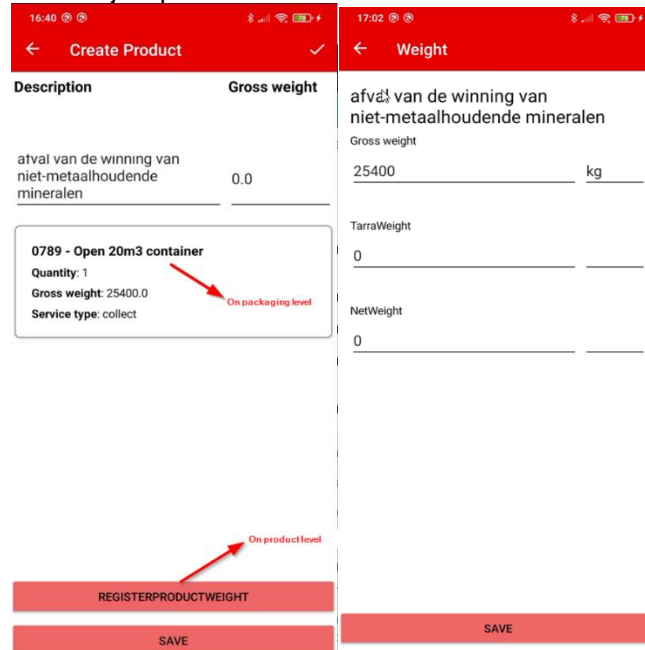 16:40
78
Create Product
Description
Gross weight
afval van de winning van
niet-metaalhoudende
mineralen
0.0
0789 - Open 20m3 container
Quantity: 1
Gross weight: 25400.0
Service type: collect
On packaging level
On product level
REGISTERPRODUCTWEIGHT
SAVE
17:02
79
Weight
afval van de winning van
niet-metaalhoudende mineralen
Gross weight
25400
kg
TarraWeight
0
NetWeight
0
SAVE